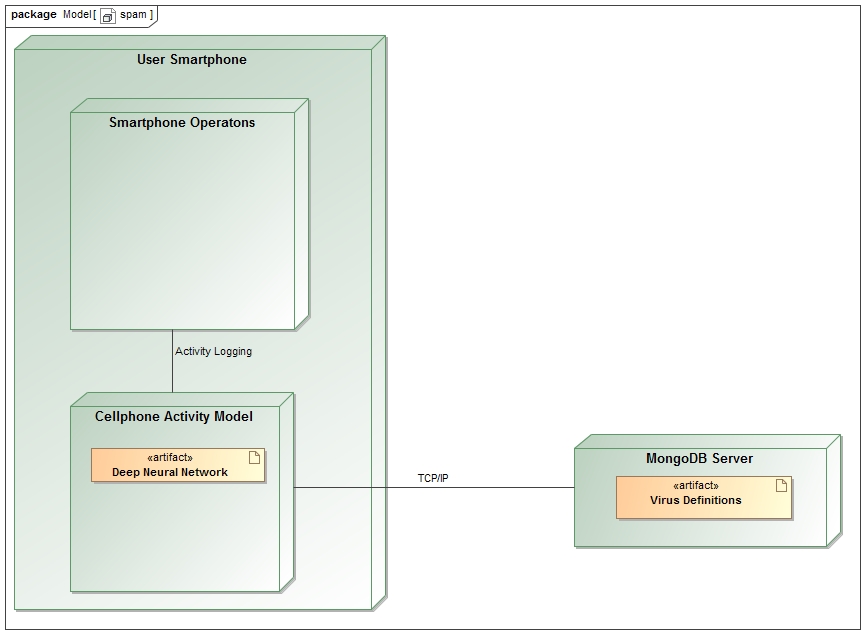 package Model[ spam ]
User Smartphone
Smartphone Operatons
Activity Logging
Cellphone Activity Model
«artifact»
Deep Neural Network
TCP/IP
MongoDB Server
«artifact»
Virus Definitions